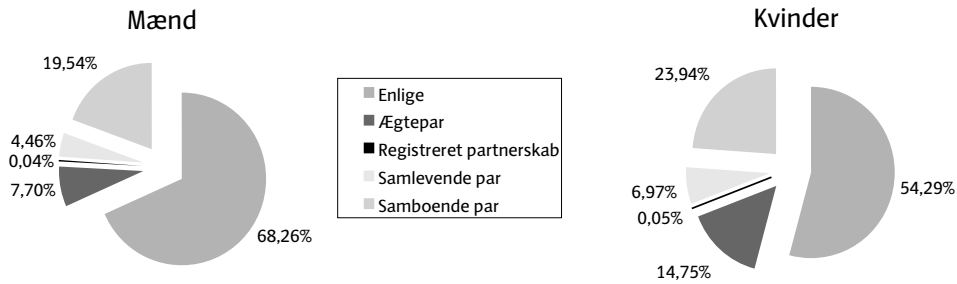 Mænd
19,54%
4,46%
0,04%
7,70%
68,26%
Enlige
Ægtepar
Registreret partnerskab
Samlevende par
Samboende par
Kvinder
23,94%
6,97%
0,05%
14,75%
54,29%